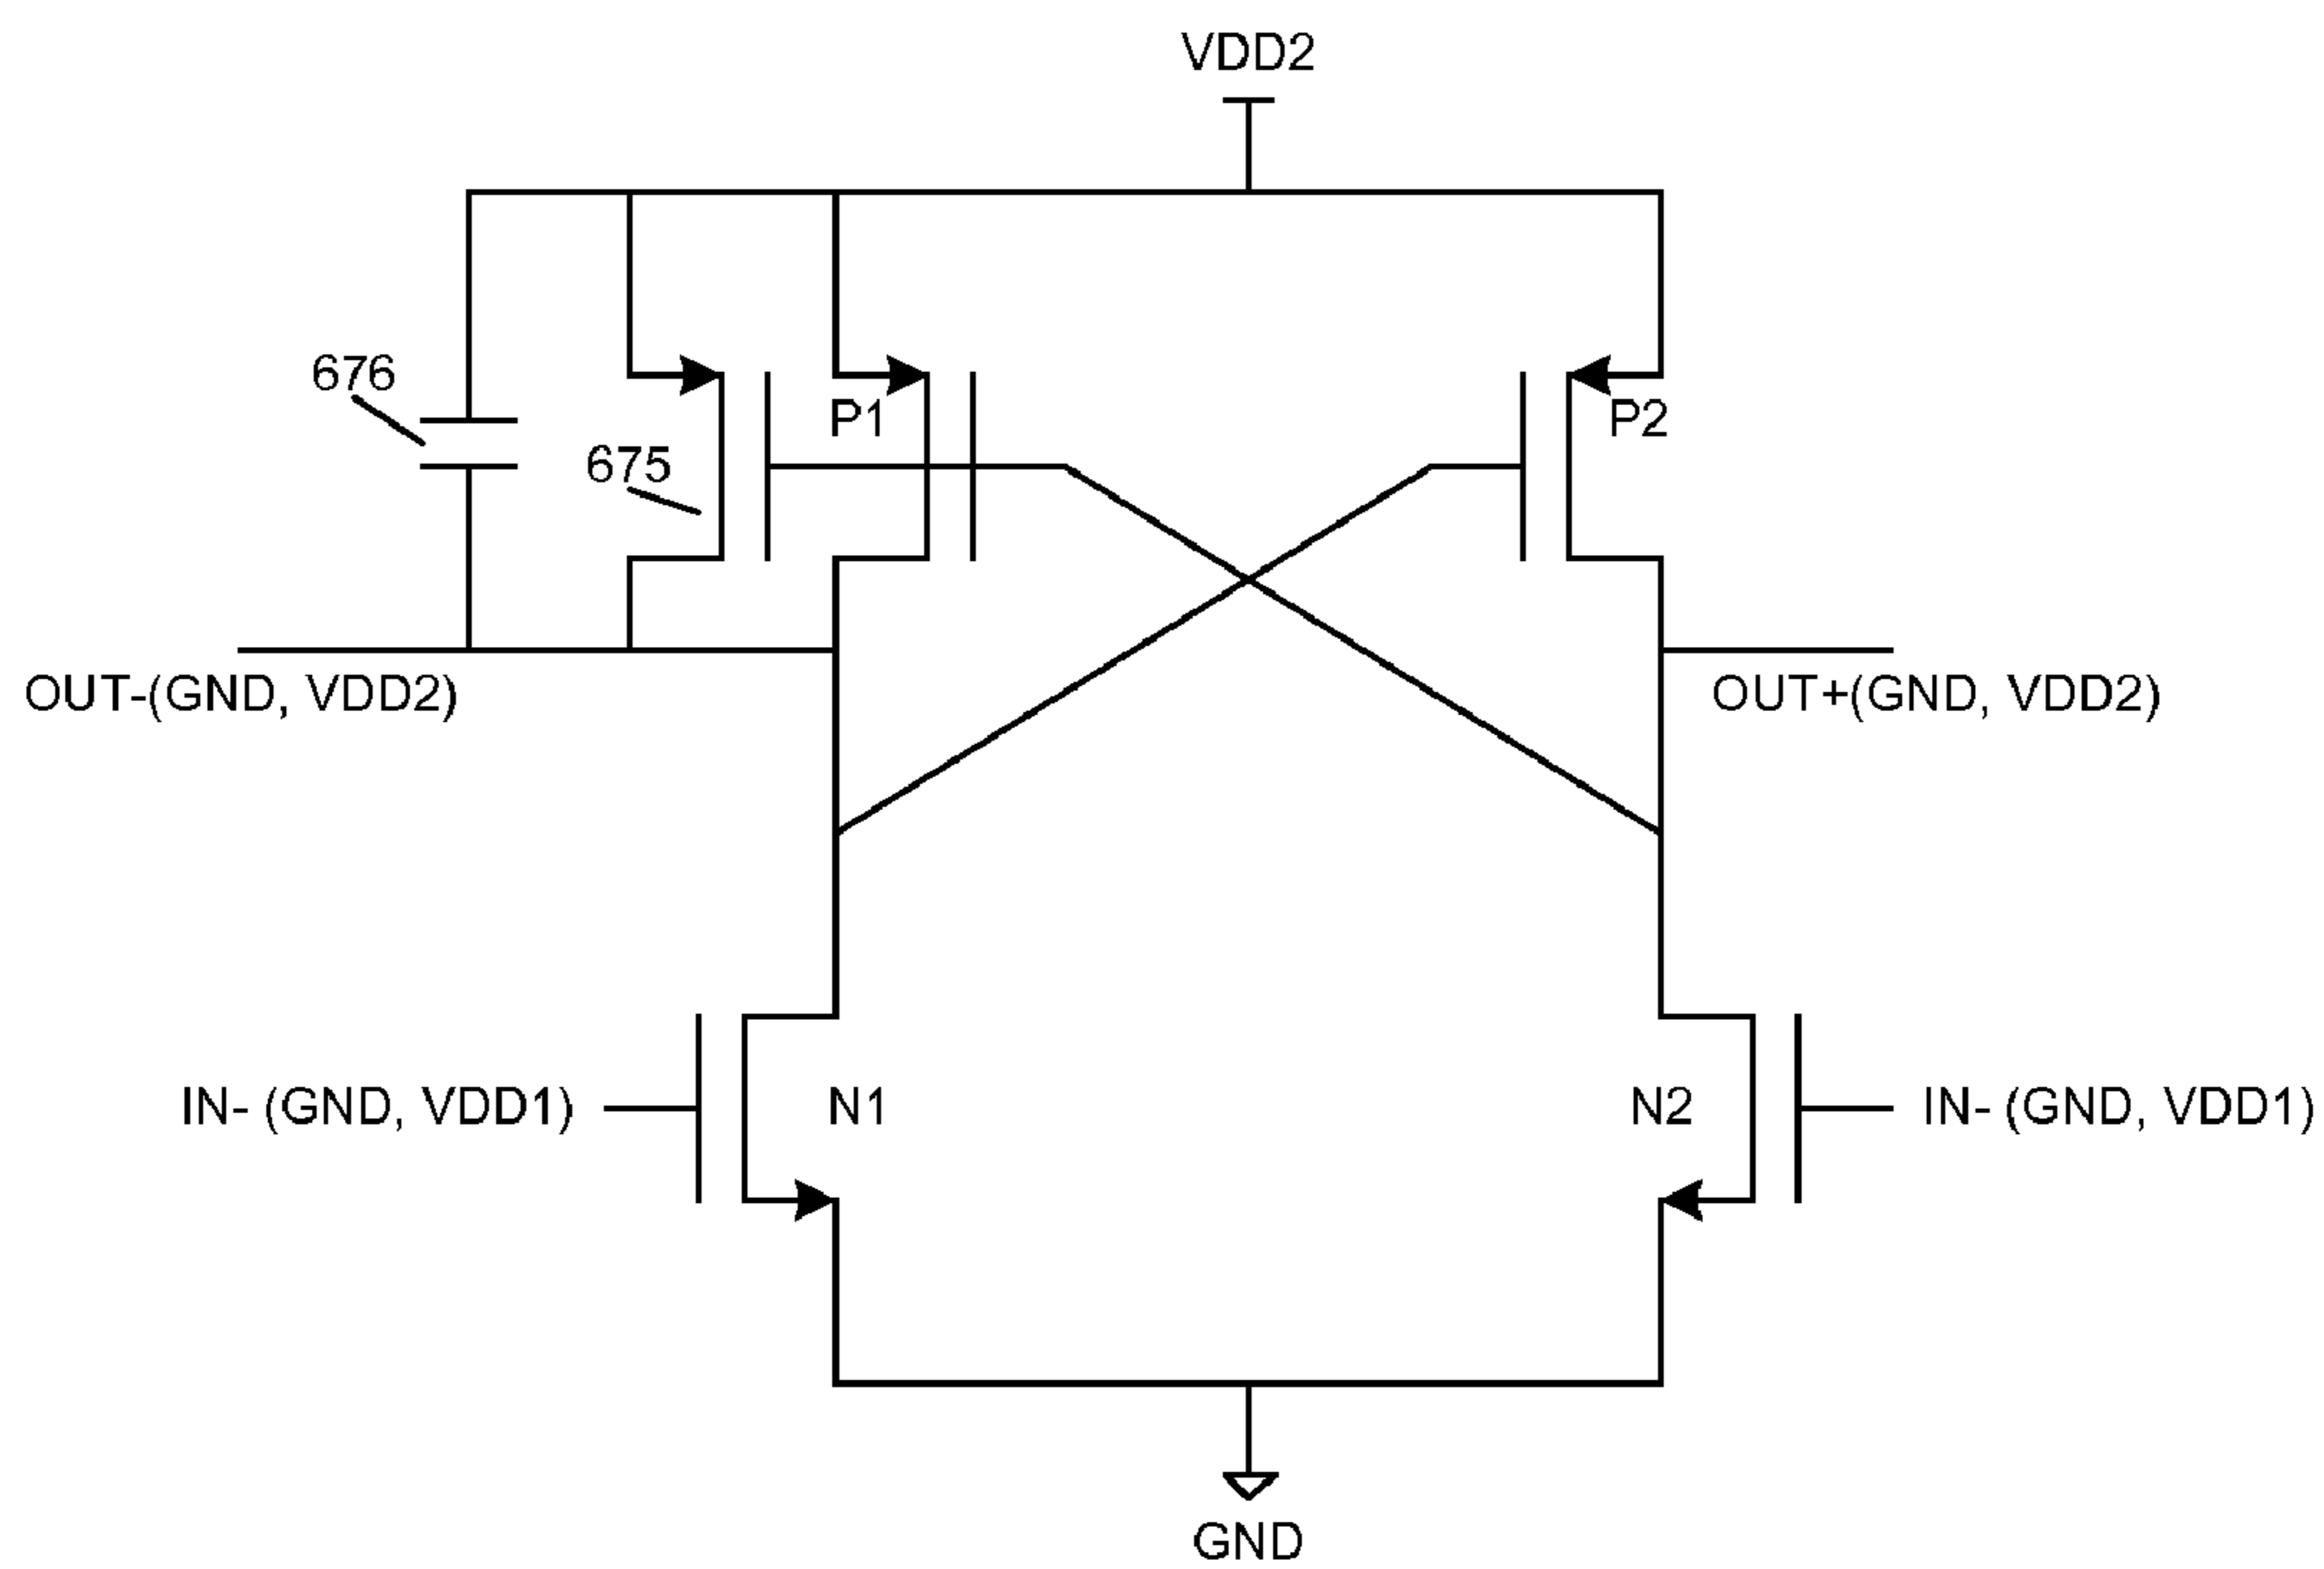 VDD2
676
P1
P2
675
OUT-(GND, VDD2)
OUT+(GND, VDD2)
IN- (GND, VDD1)
N1
N2
IN- (GND, VDD1)
GND